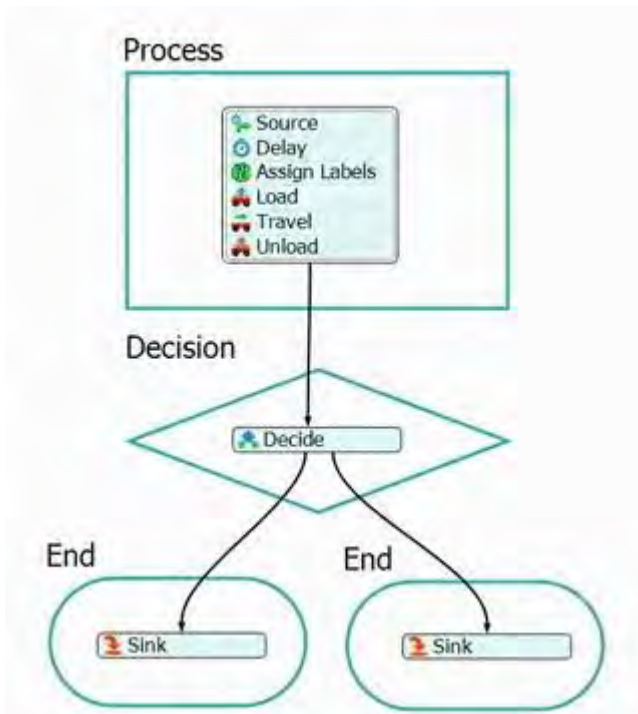 Process
Source
Delay
Assign Labels
Load
Travel
Unload
Decision
Decide
End
End
Sink
Sink